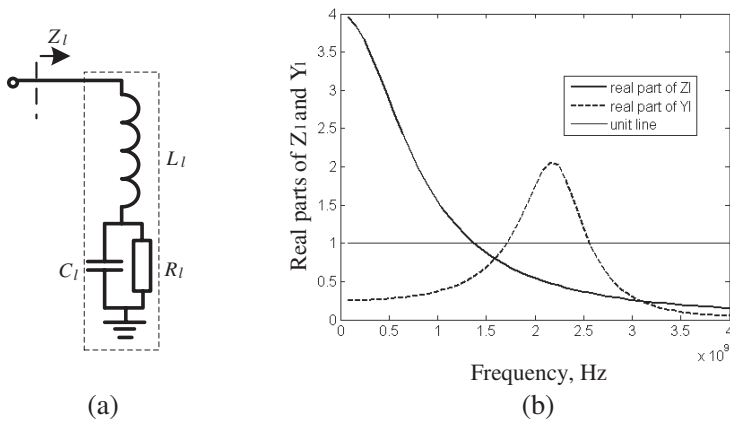 Z_l
L_l
C_l
R_l
(a)
Real parts of Z_l and Y_l
4
3.5
3
2.5
2
1.5
1
0.5
0
real part of Zl
real part of Yl
unit line
0 0.5 1 1.5 2 2.5 3 3.5 4
x 10^9
Frequency, Hz
(b)